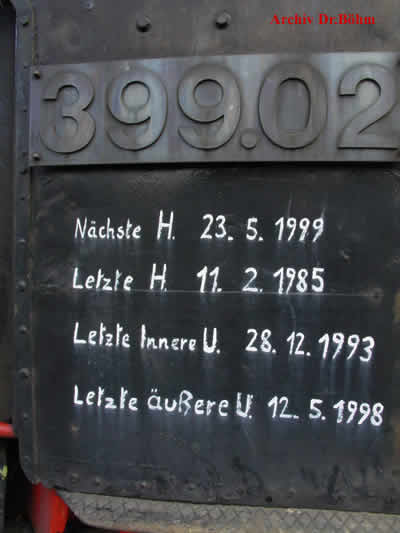 Archiv Dr.Böhm
399.02
Nächste H. 23. 5. 1999
Letzte H. 11. 2. 1985
Letzte Innere U. 28. 12. 1993
Letzte äußere U. 12. 5. 1998